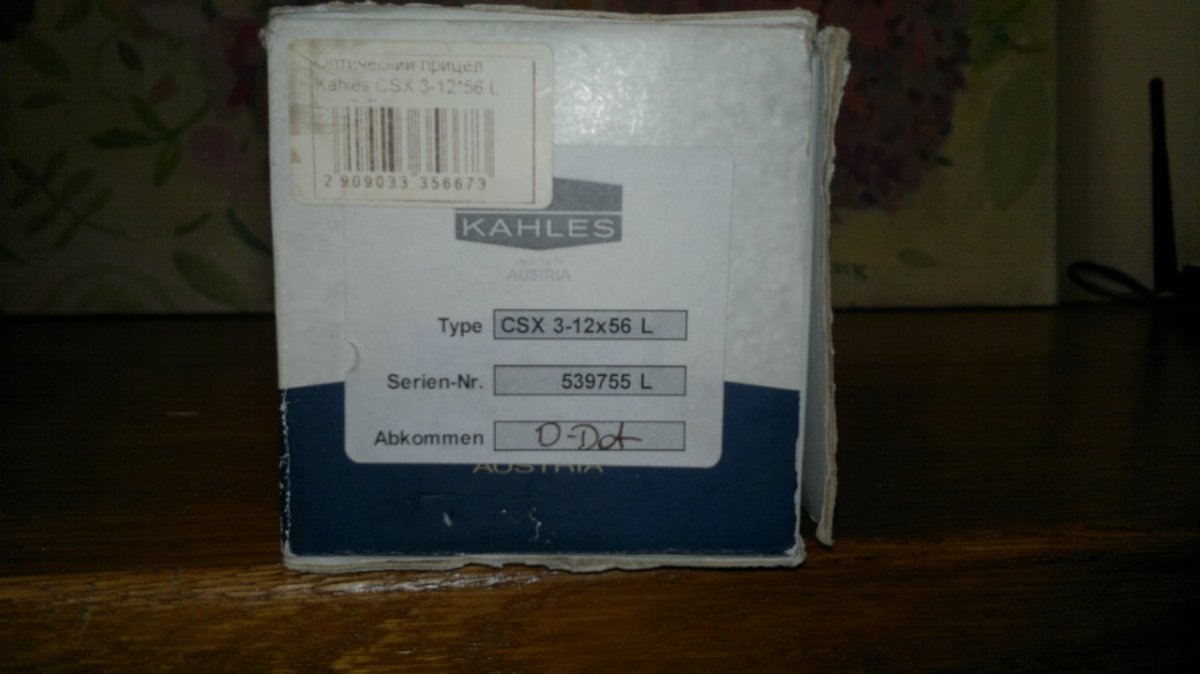 Оптический прицел
Kahles CSX 3-12*56 L
2 909033 356673
KAHLES
AUSTRIA
Type CSX 3-12x56 L
Serien-Nr. 539755 L
Abkommen D-Dot
AUSTRIA